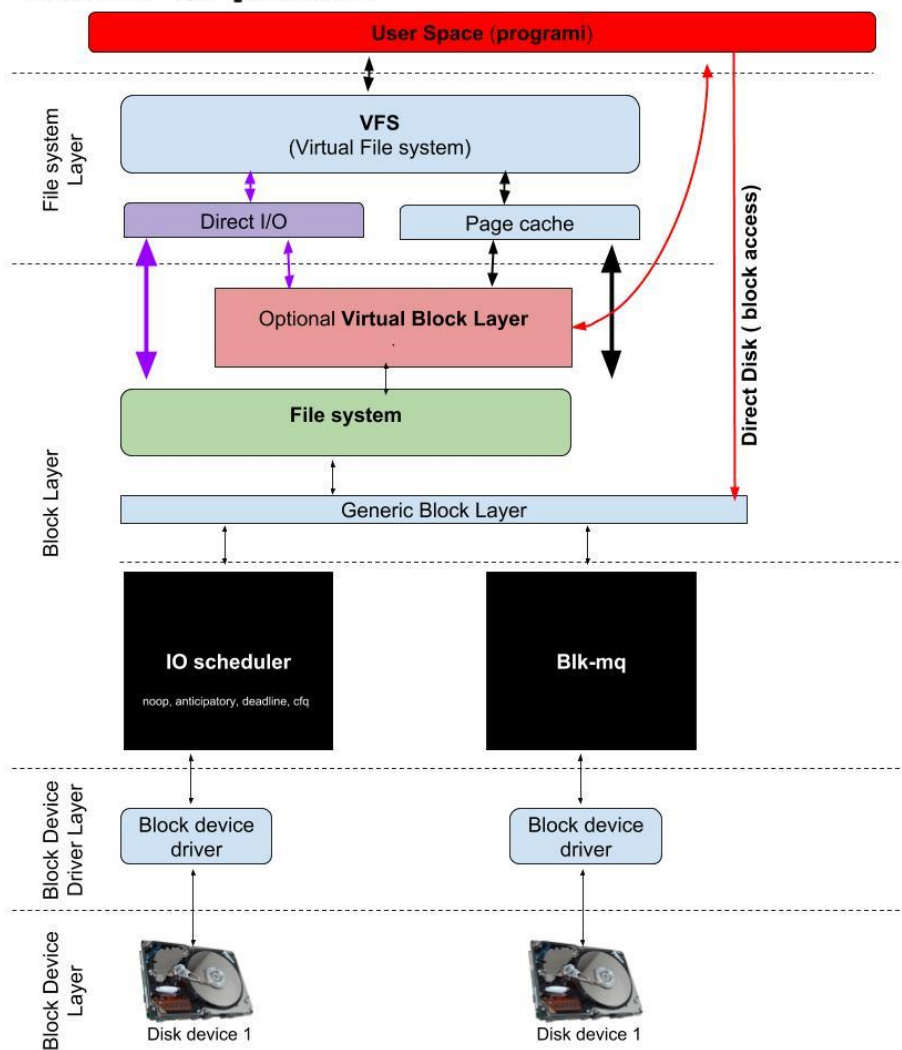 User Space (programi)
File system
Layer
VFS
(Virtual File system)
Direct I/O
Page cache
Optional Virtual Block Layer
.
Direct Disk ( block access)
File system
Block Layer
Generic Block Layer
IO scheduler
noop, anticipatory, deadline, cfq
Blk-mq
Block Device
Driver Layer
Block device
driver
Block device
driver
Block Device
Layer
Disk device 1
Disk device 1